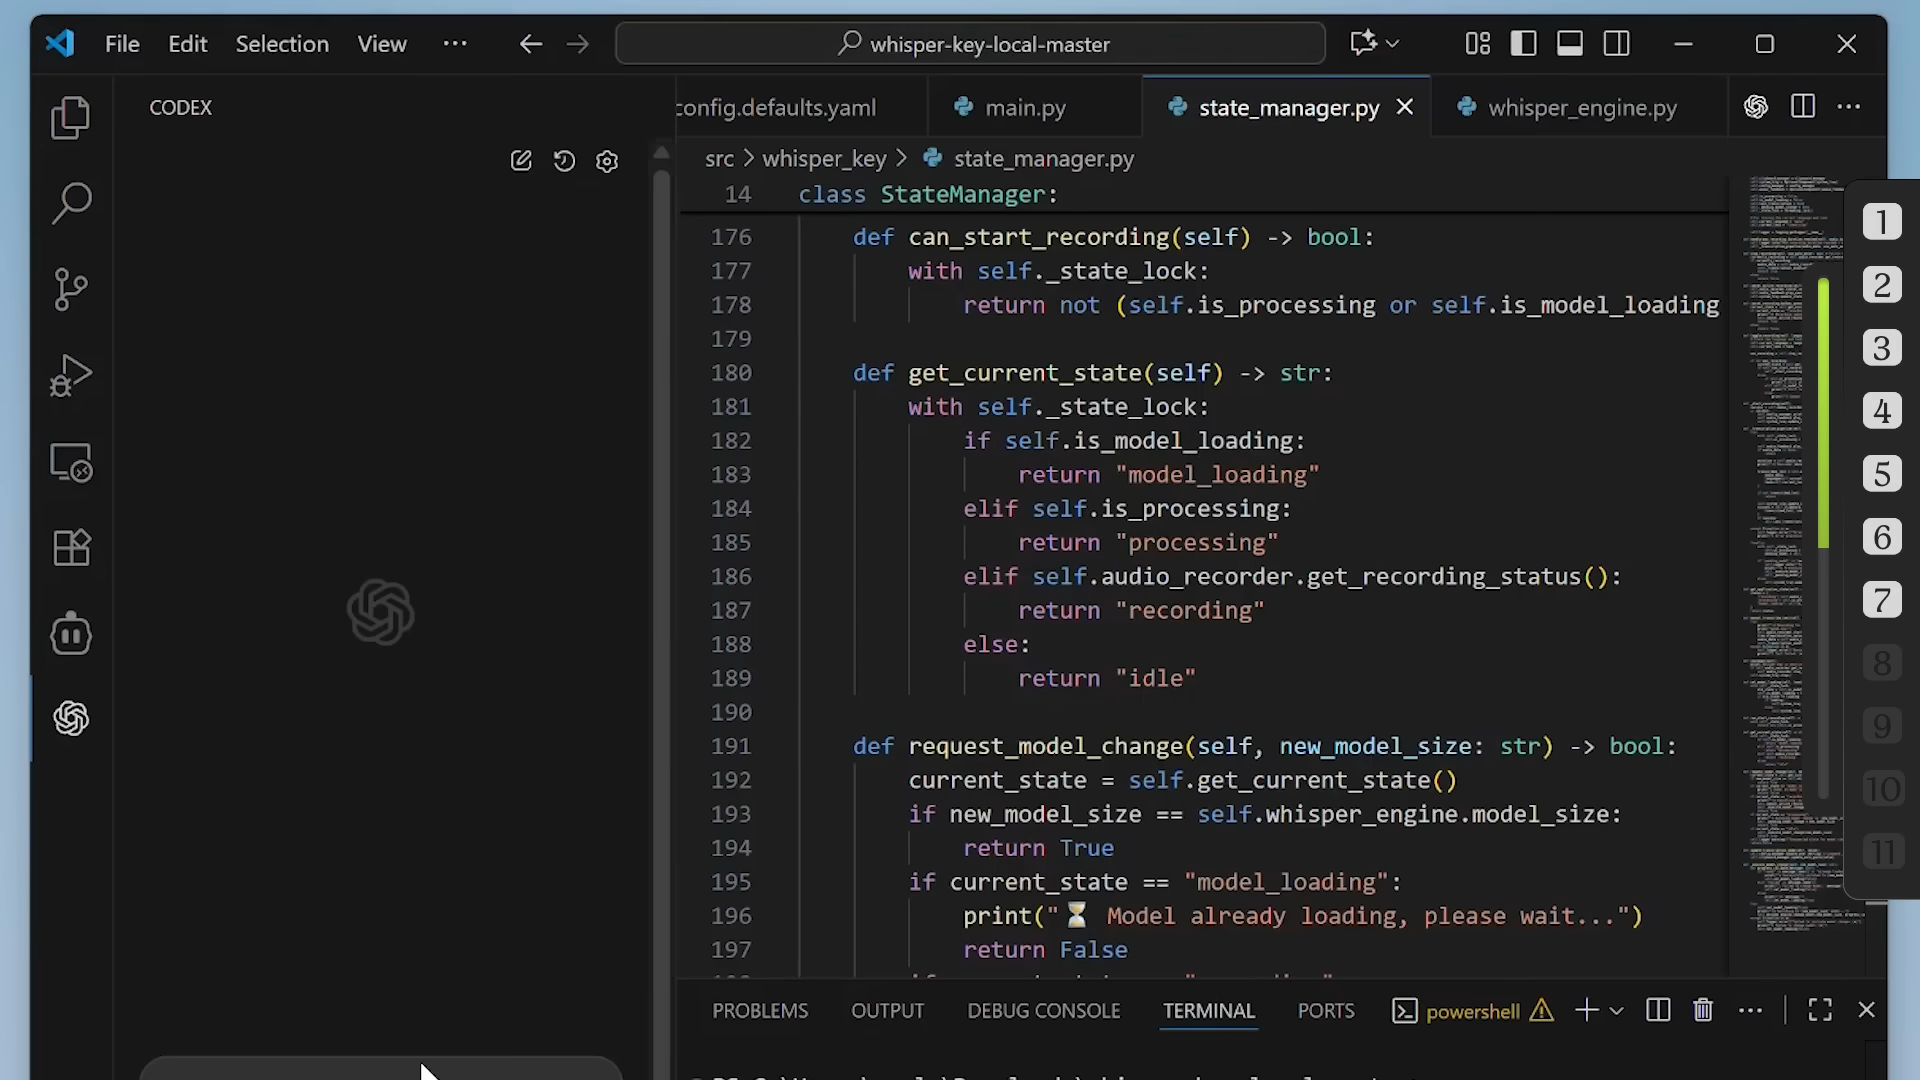 File Edit Selection View ··· whisper-key-local-master
CODEX
config.defaults.yaml main.py state_manager.py whisper_engine.py
src > whisper_key > state_manager.py
14 class StateManager:
176 def can_start_recording(self) -> bool:
177 with self._state_lock:
178 return not (self.is_processing or self.is_model_loading
179
180 def get_current_state(self) -> str:
181 with self._state_lock:
182 if self.is_model_loading:
183 return "model_loading"
184 elif self.is_processing:
185 return "processing"
186 elif self.audio_recorder.get_recording_status():
187 return "recording"
188 else:
189 return "idle"
190
191 def request_model_change(self, new_model_size: str) -> bool:
192 current_state = self.get_current_state()
193 if new_model_size == self.whisper_engine.model_size:
194 return True
195 if current_state == "model_loading":
196 print("⏳ Model already loading, please wait...")
197 return False
PROBLEMS OUTPUT DEBUG CONSOLE TERMINAL PORTS powershell
1
2
3
4
5
6
7
8
9
10
11